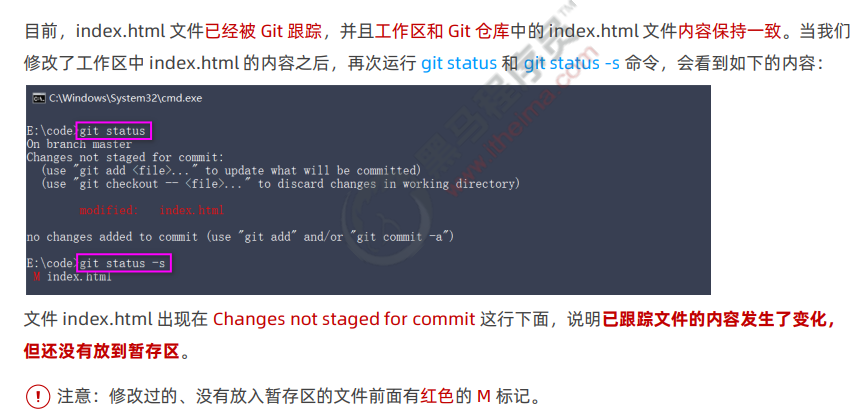 目前，index.html 文件已经被 Git 跟踪，并且工作区和 Git 仓库中的 index.html 文件内容保持一致。当我们
修改了工作区中 index.html 的内容之后，再次运行 git status 和 git status -s 命令，会看到如下的内容：
C:\Windows\System32\cmd.exe
E:\code>git status
On branch master
Changes not staged for commit:
(use "git add <file>..." to update what will be committed)
(use "git checkout -- <file>..." to discard changes in working directory)
modified: index.html
no changes added to commit (use "git add" and/or "git commit -a")
E:\code>git status -s
M index.html
文件 index.html 出现在 Changes not staged for commit 这行下面，说明已跟踪文件的内容发生了变化，
但还没有放到暂存区。
! 注意：修改过的、没有放入暂存区的文件前面有红色的 M 标记。
黑马程序员
www.itheima.com